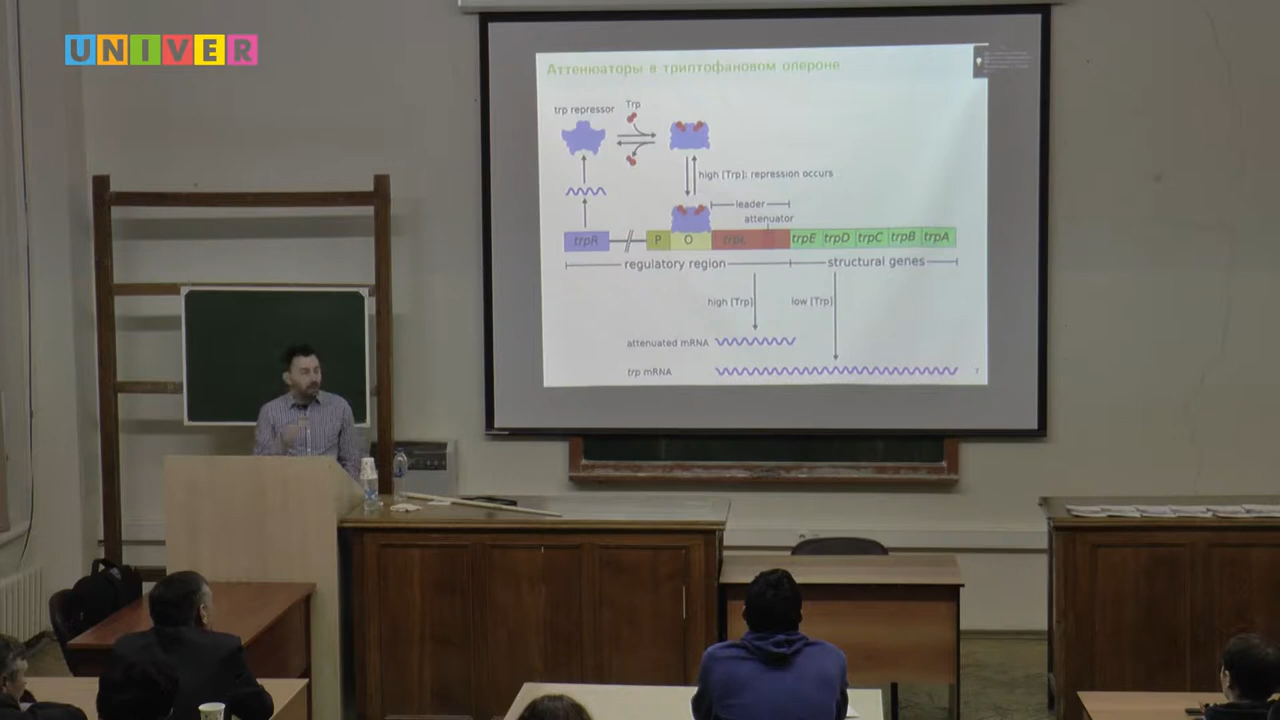 UNIVER
Аттенюаторы в триптофановом опероне
trp repressor
Trp
high [Trp]: repression occurs
leader
attenuator
trpR
P
O
trpL
trpE
trpD
trpC
trpB
trpA
regulatory region
structural genes
high [Trp]
low [Trp]
attenuated mRNA
trp mRNA
7